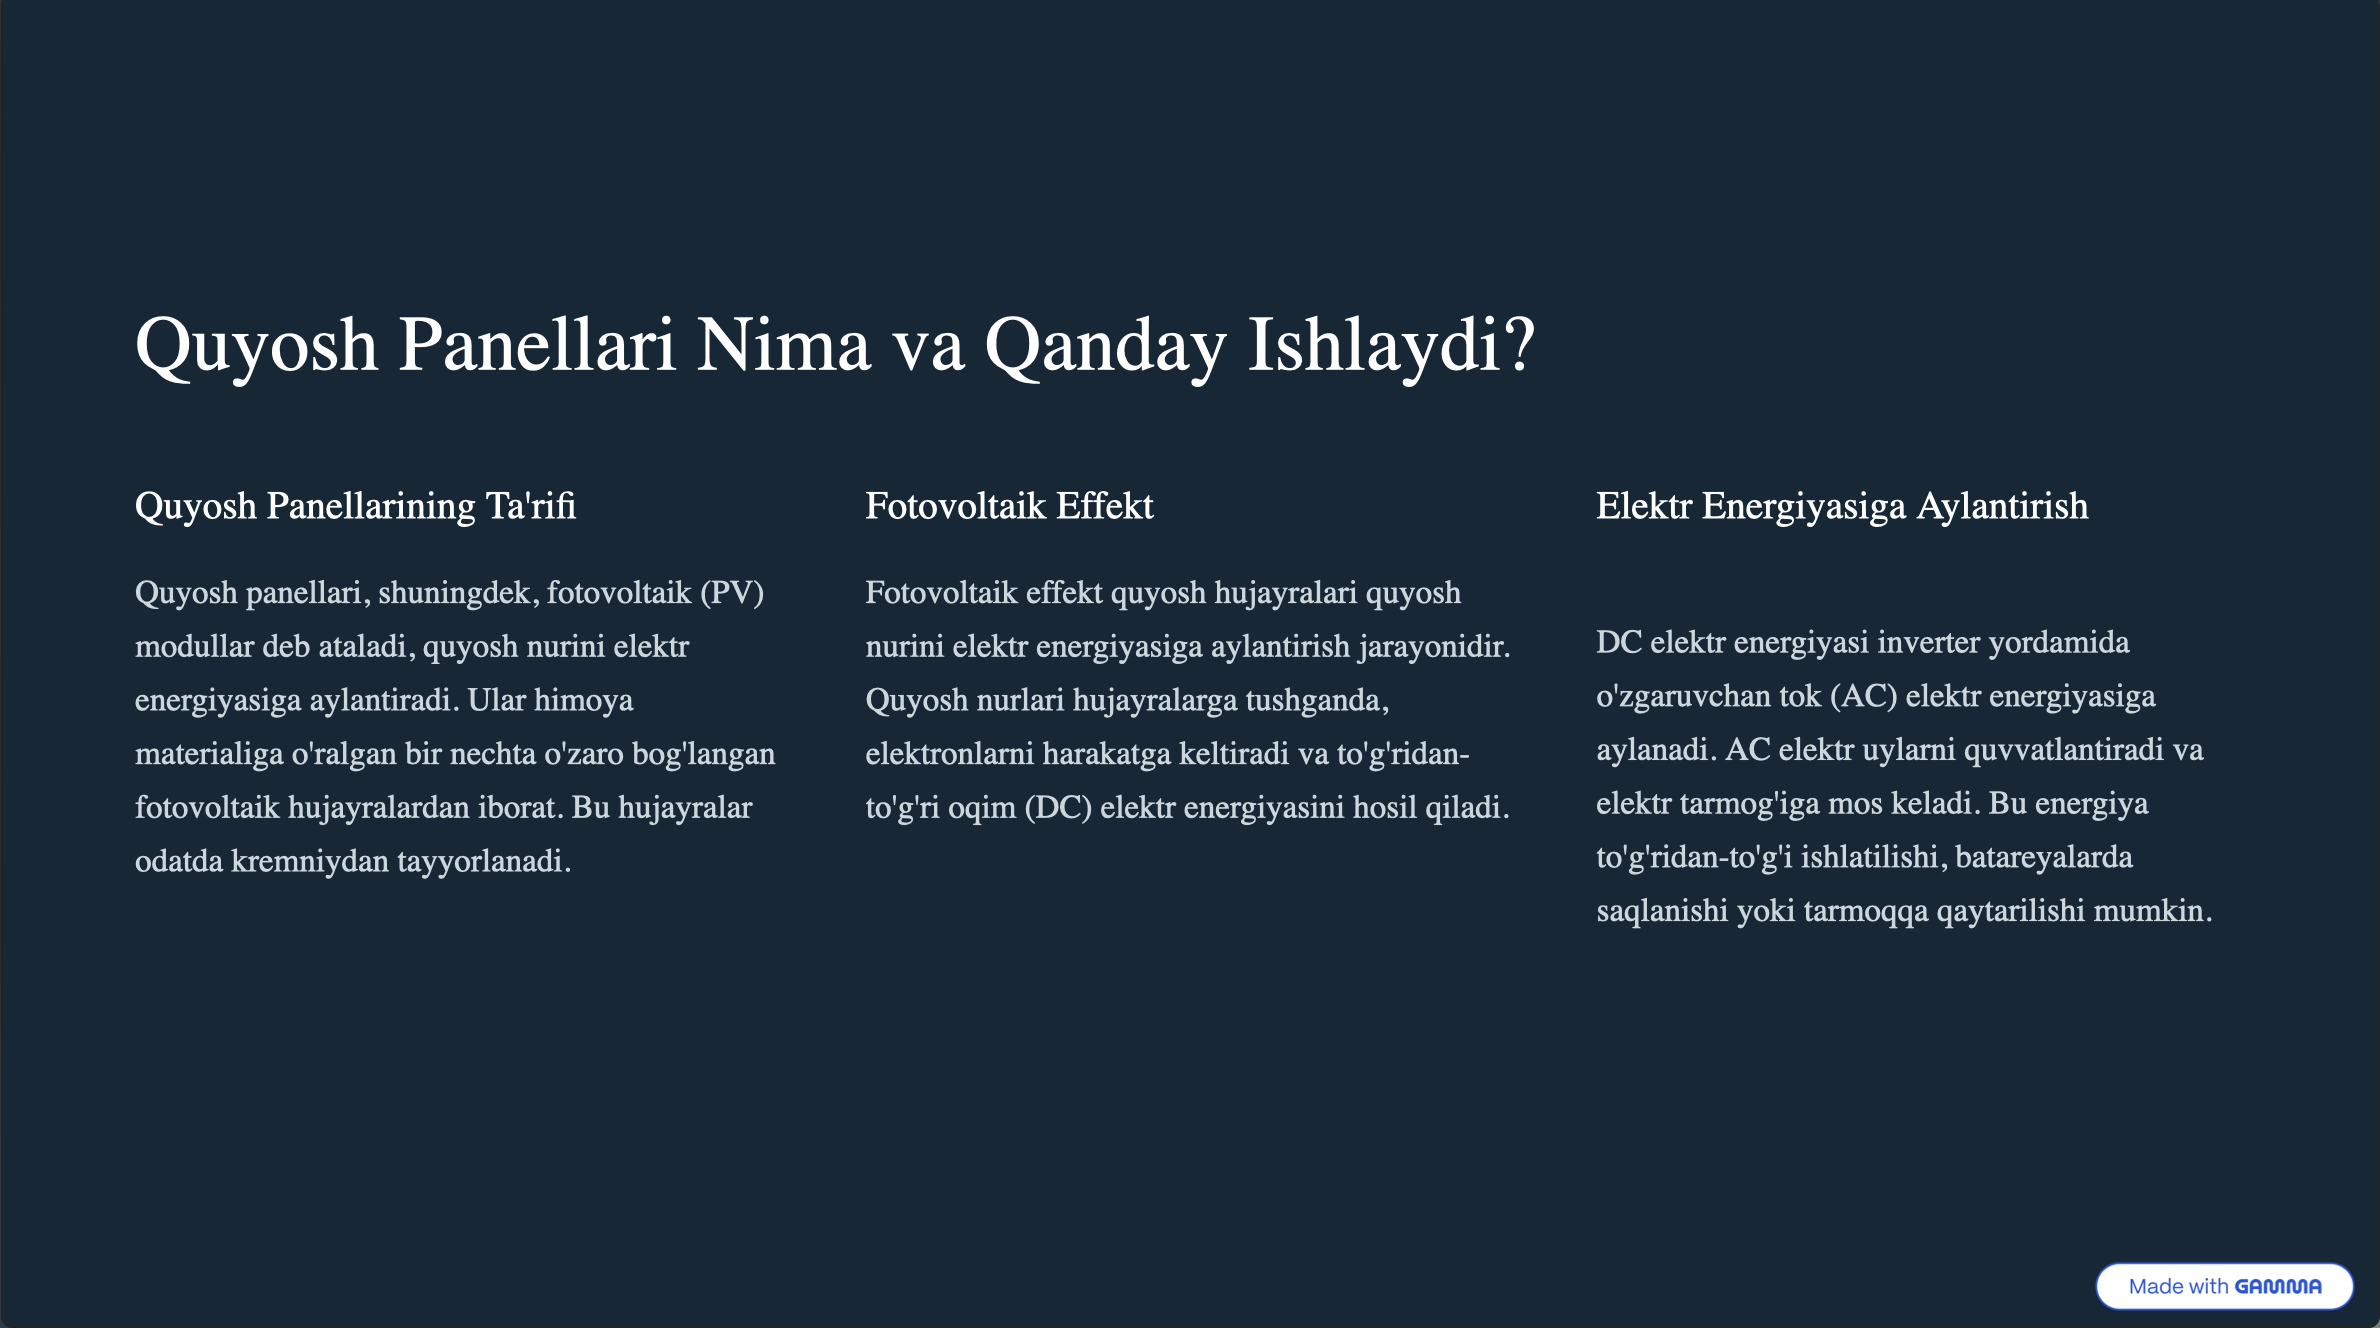 Quyosh Panellari Nima va Qanday Ishlaydi?
Quyosh Panellarining Ta'rifi
Quyosh panellari, shuningdek, fotovoltaik (PV)
modullar deb ataladi, quyosh nurini elektr
energiyasiga aylantiradi. Ular himoya
materialiga o'ralgan bir nechta o'zaro bog'langan
fotovoltaik hujayralardan iborat. Bu hujayralar
odatda kremniydan tayyorlanadi.
Fotovoltaik Effekt
Fotovoltaik effekt quyosh hujayralari quyosh
nurini elektr energiyasiga aylantirish jarayonidir.
Quyosh nurlari hujayralarga tushganda,
elektronlarni harakatga keltiradi va to'g'ridan-
to'g'ri oqim (DC) elektr energiyasini hosil qiladi.
Elektr Energiyasiga Aylantirish
DC elektr energiyasi inverter yordamida
o'zgaruvchan tok (AC) elektr energiyasiga
aylanadi. AC elektr uylarni quvvatlantiradi va
elektr tarmog'iga mos keladi. Bu energiya
to'g'ridan-to'g'i ishlatilishi, batareyalarda
saqlanishi yoki tarmoqqa qaytarilishi mumkin.
Made with GAMMA